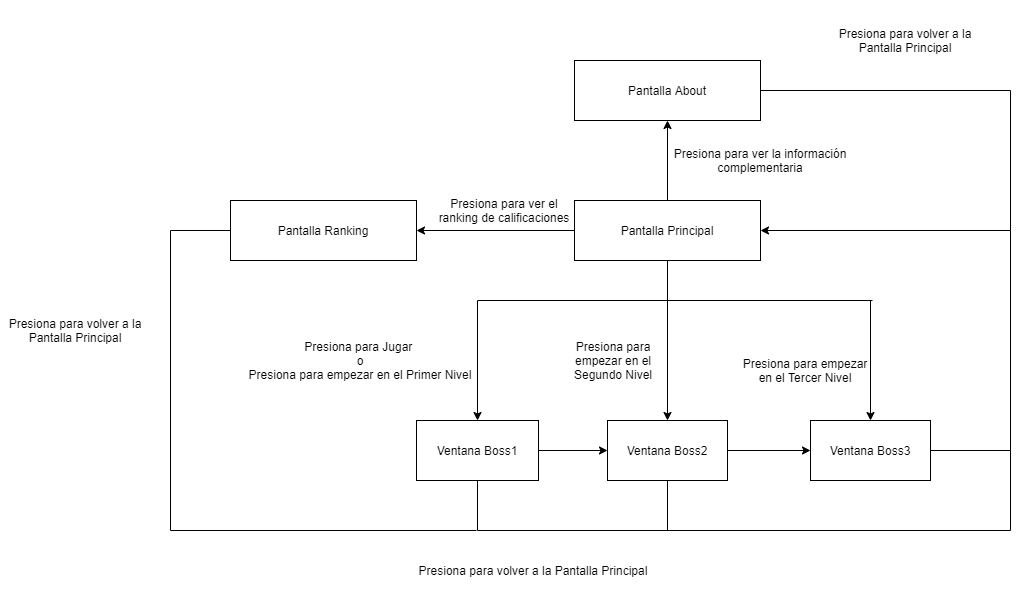 Presiona para volver a la
Pantalla Principal
Pantalla About
Presiona para ver la información
complementaria
Presiona para ver el
ranking de calificaciones
Pantalla Ranking
Pantalla Principal
Presiona para volver a la
Pantalla Principal
Presiona para Jugar
o
Presiona para empezar en el Primer Nivel
Presiona para
empezar en el
Segundo Nivel
Presiona para empezar
en el Tercer Nivel
Ventana Boss1
Ventana Boss2
Ventana Boss3
Presiona para volver a la Pantalla Principal